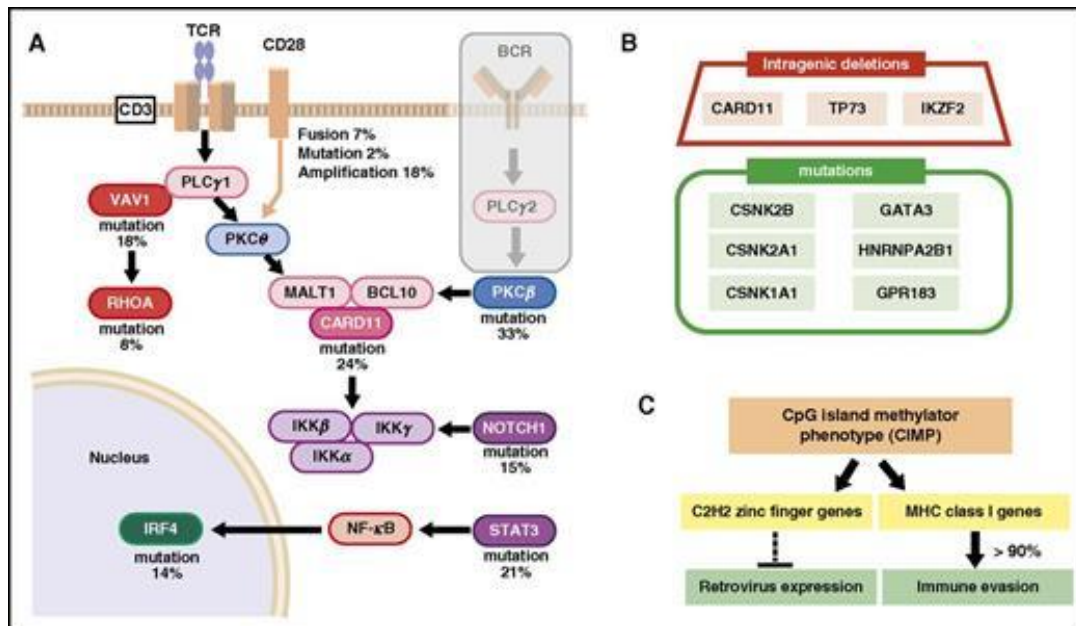 A
TCR
CD28
BCR
CD3
Fusion 7%
Mutation 2%
Amplification 18%
PLCγ1
VAV1
mutation
18%
PKCθ
PLCγ2
RHOA
mutation
8%
MALT1
BCL10
PKCβ
mutation
33%
CARD11
mutation
24%
IKKβ
IKKγ
IKKα
NOTCH1
mutation
15%
Nucleus
IRF4
mutation
14%
NF-κB
STAT3
mutation
21%
B
Intragenic deletions
CARD11
TP73
IKZF2
mutations
CSNK2B
GATA3
CSNK2A1
HNRNPA2B1
CSNK1A1
GPR183
C
CpG island methylator
phenotype (CIMP)
C2H2 zinc finger genes
MHC class I genes
> 90%
Retrovirus expression
Immune evasion